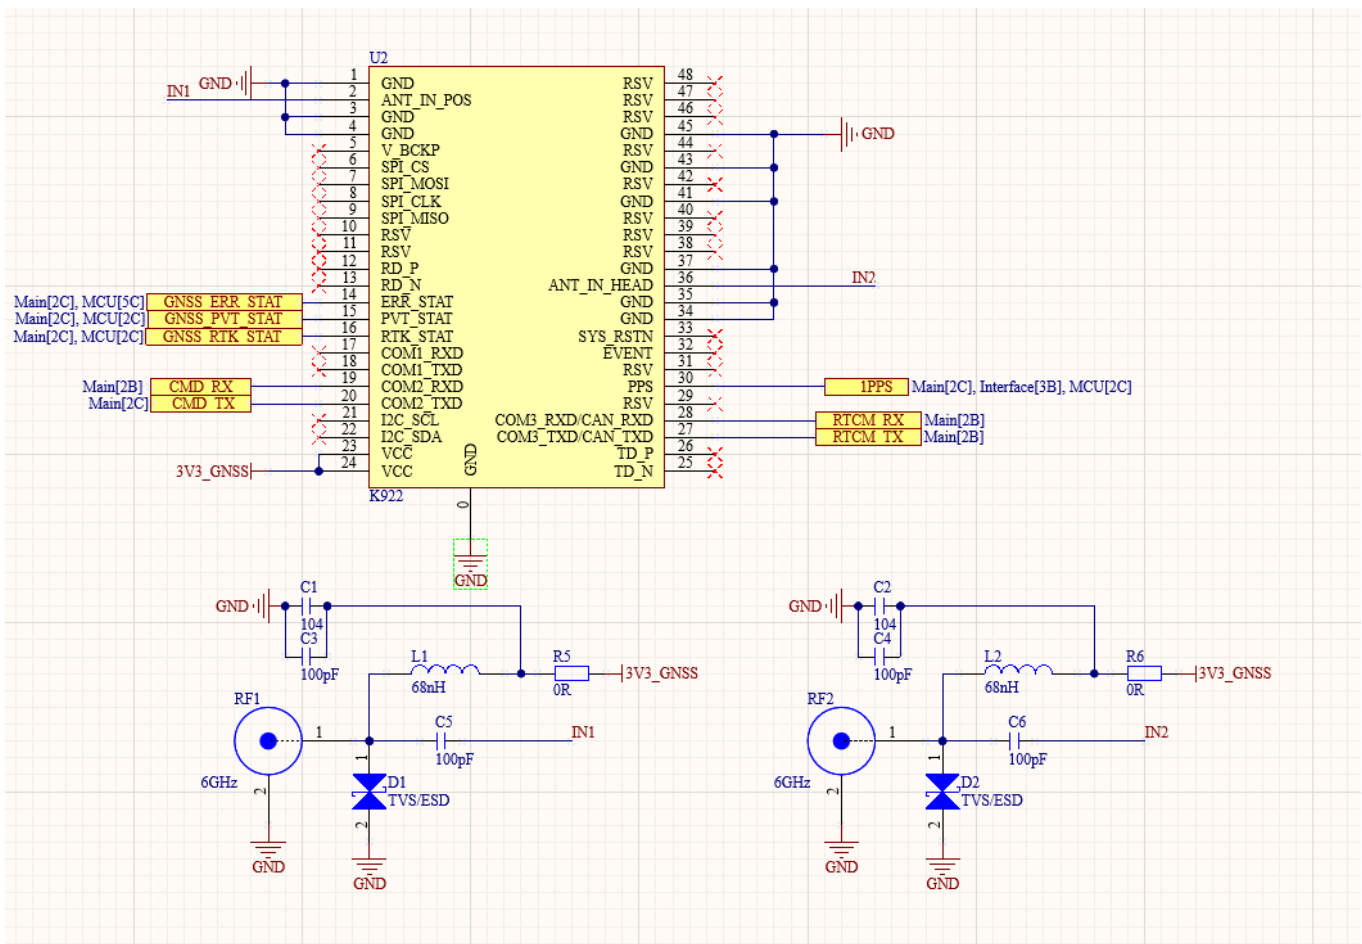 U2
GND 1 GND RSV 48
IN1 2 ANT_IN_POS RSV 47
3 GND RSV 46
4 GND GND 45 GND
5 V_BCKP RSV 44
6 SPI_CS GND 43
7 SPI_MOSI RSV 42
8 SPI_CLK GND 41
9 SPI_MISO RSV 40
10 RSV RSV 39
11 RSV RSV 38
12 RD_P GND 37
13 RD_N ANT_IN_HEAD 36 IN2
Main[2C], MCU[5C] GNSS_ERR_STAT 14 ERR_STAT GND 35
Main[2C], MCU[2C] GNSS_PVT_STAT 15 PVT_STAT GND 34
Main[2C], MCU[2C] GNSS_RTK_STAT 16 RTK_STAT SYS_RSTN 33
17 COM1_RXD EVENT 32
18 COM1_TXD RSV 31
Main[2B] CMD_RX 19 COM2_RXD PPS 30 1PPS Main[2C], Interface[3B], MCU[2C]
Main[2C] CMD_TX 20 COM2_TXD RSV 29
21 I2C_SCL COM3_RXD/CAN_RXD 28 RTCM_RX Main[2B]
22 I2C_SDA COM3_TXD/CAN_TXD 27 RTCM_TX Main[2B]
23 VCC TD_P 26
3V3_GNSS 24 VCC TD_N 25
GND
K922
0
GND
C1 C2
GND 104 GND 104
C3 C4
100pF 100pF
L1 R5 3V3_GNSS L2 R6 3V3_GNSS
68nH 0R 68nH 0R
RF1 RF2
1 C5 IN1 1 C6 IN2
100pF 100pF
6GHz 2 1 D1 6GHz 2 1 D2
TVS/ESD TVS/ESD
2 2
GND GND
GND GND